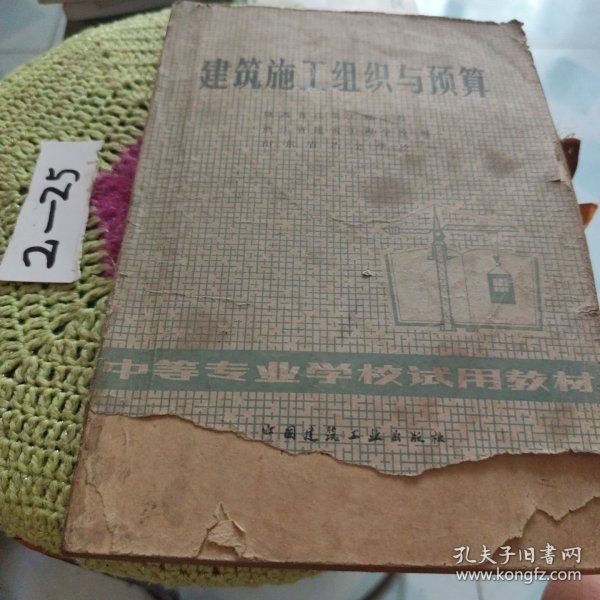 建筑施工组织与预算
2—25
中等专业学校试用教材
中国建筑工业出版社
孔夫子旧书网
www.kongfz.com